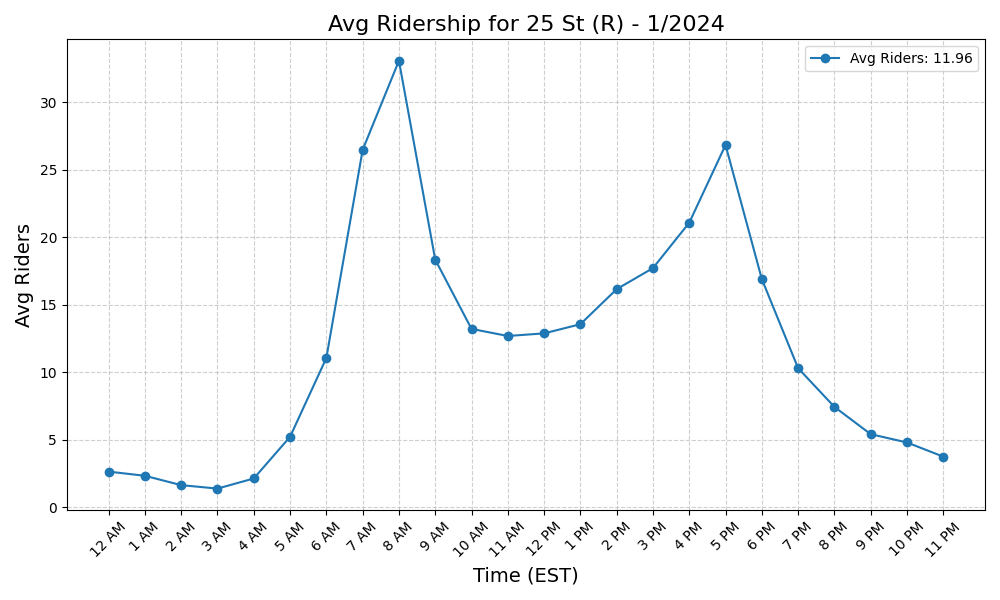 Avg Ridership for 25 St (R) - 1/2024
Avg Riders: 11.96
Avg Riders
30
25
20
15
10
5
0
12 AM
1 AM
2 AM
3 AM
4 AM
5 AM
6 AM
7 AM
8 AM
9 AM
10 AM
11 AM
12 PM
1 PM
2 PM
3 PM
4 PM
5 PM
6 PM
7 PM
8 PM
9 PM
10 PM
11 PM
Time (EST)